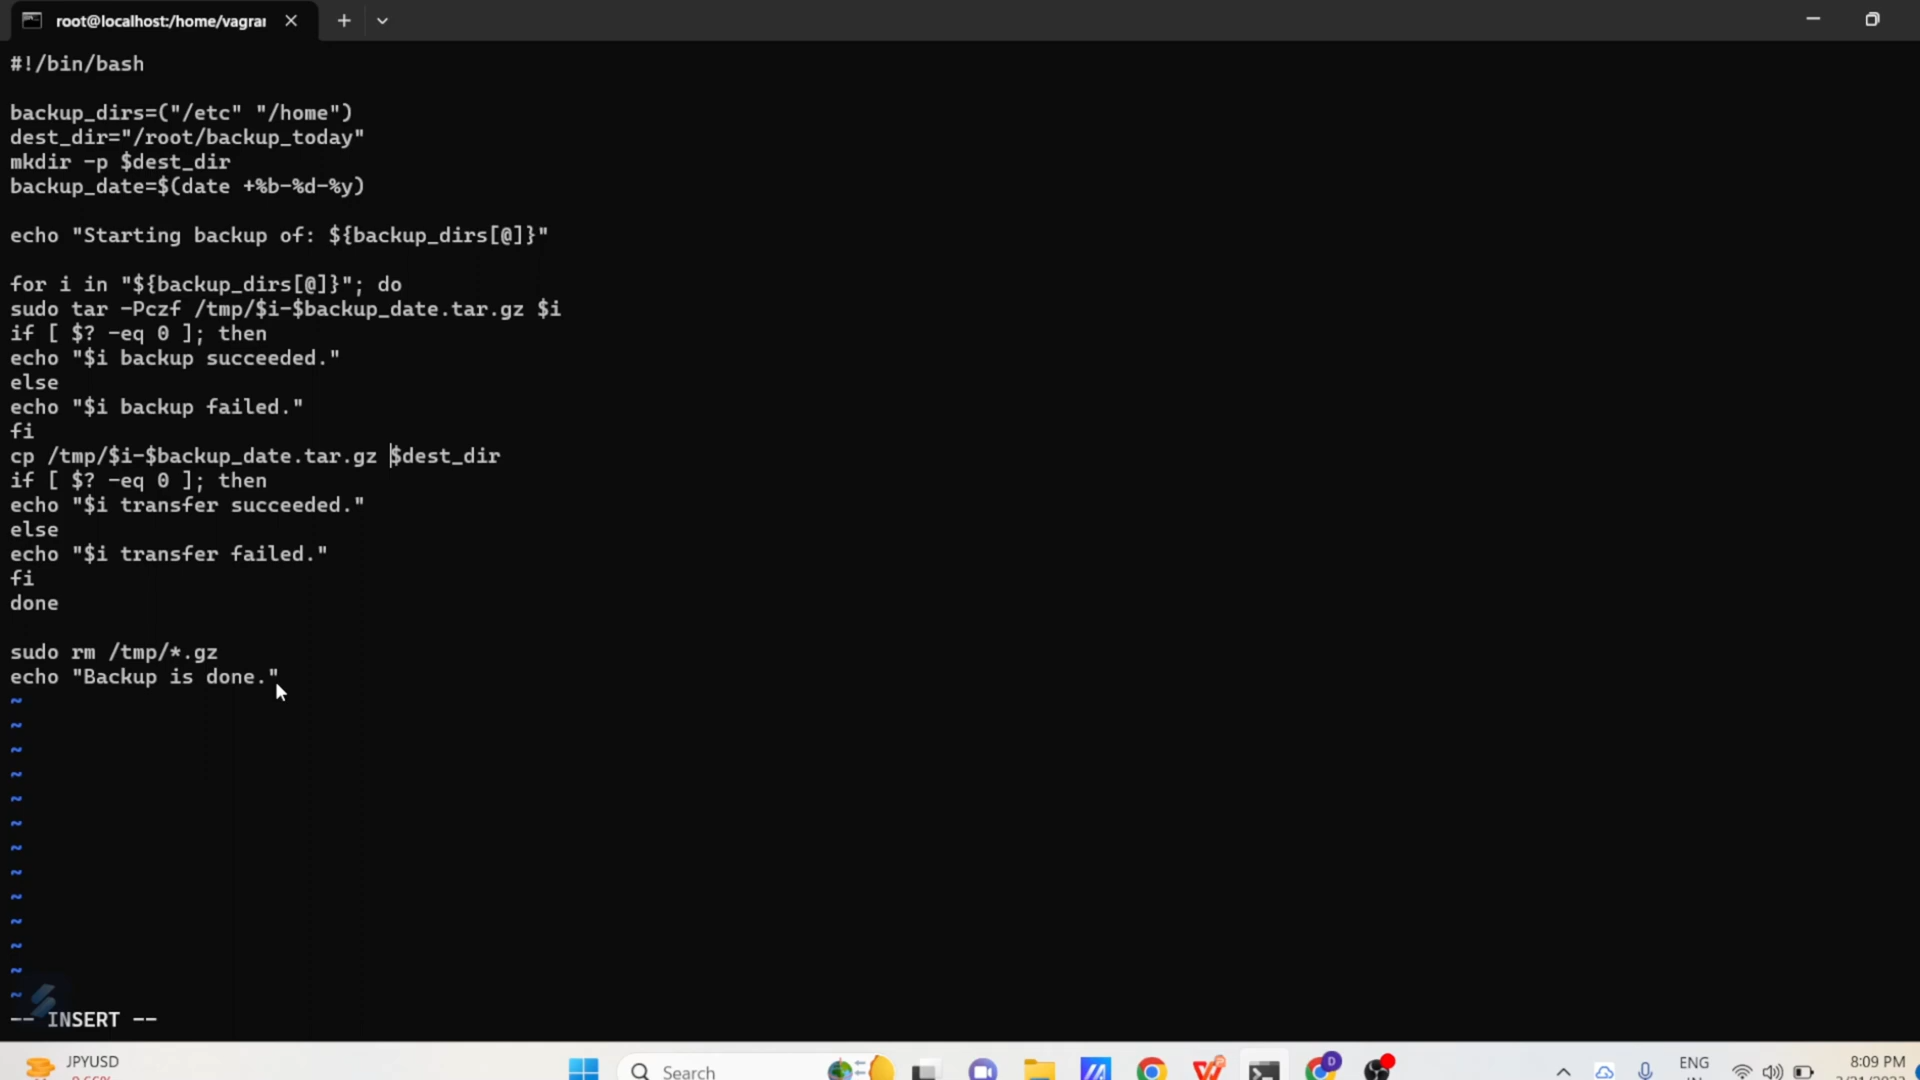 root@localhost:/home/vagrar
#!/bin/bash
backup_dirs=("/etc" "/home")
dest_dir="/root/backup_today"
mkdir -p $dest_dir
backup_date=$(date +%b-%d-%y)
echo "Starting backup of: ${backup_dirs[@]}"
for i in "${backup_dirs[@]}"; do
sudo tar -Pczf /tmp/$i-$backup_date.tar.gz $i
if [ $? -eq 0 ]; then
echo "$i backup succeeded."
else
echo "$i backup failed."
fi
cp /tmp/$i-$backup_date.tar.gz $dest_dir
if [ $? -eq 0 ]; then
echo "$i transfer succeeded."
else
echo "$i transfer failed."
fi
done
sudo rm /tmp/*.gz
echo "Backup is done."
~
~
~
~
~
~
~
~
~
~
~
~
~
-- INSERT --
JPYUSD
Search
D
ENG
8:09 PM